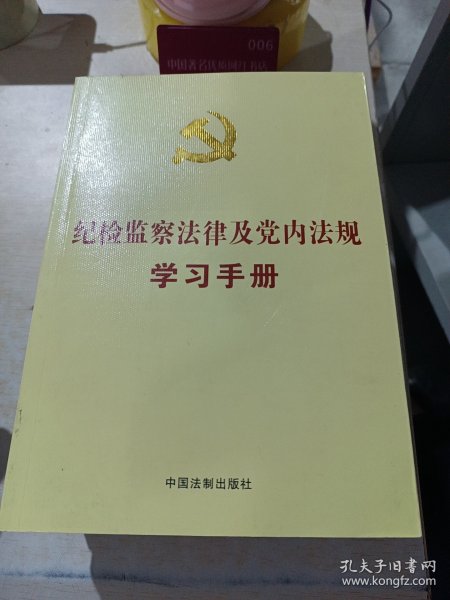 006
纪检监察法律及党内法规
学习手册
中国法制出版社
孔夫子旧书网
www.kongfz.com